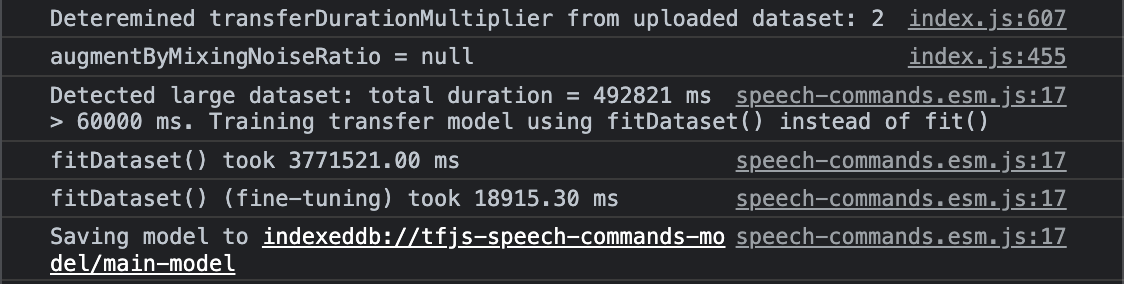 Deteremined transferDurationMultiplier from uploaded dataset: 2 index.js:607
augmentByMixingNoiseRatio = null index.js:455
Detected large dataset: total duration = 492821 ms speech-commands.esm.js:17
> 60000 ms. Training transfer model using fitDataset() instead of fit()
fitDataset() took 3771521.00 ms speech-commands.esm.js:17
fitDataset() (fine-tuning) took 18915.30 ms speech-commands.esm.js:17
Saving model to indexeddb://tfjs-speech-commands-mo speech-commands.esm.js:17
del/main-model